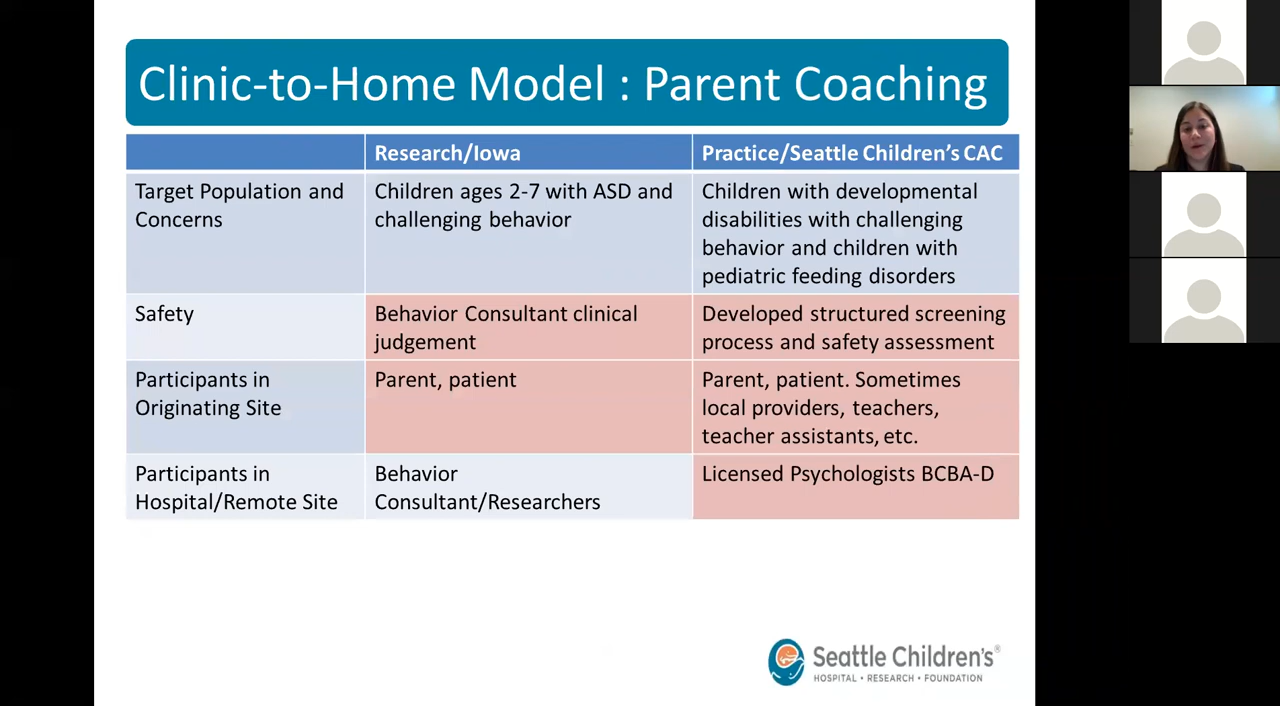 Clinic-to-Home Model : Parent Coaching
Research/Iowa
Practice/Seattle Children's CAC
Target Population and
Concerns
Children ages 2-7 with ASD and
challenging behavior
Children with developmental
disabilities with challenging
behavior and children with
pediatric feeding disorders
Safety
Behavior Consultant clinical
judgement
Developed structured screening
process and safety assessment
Participants in
Originating Site
Parent, patient
Parent, patient. Sometimes
local providers, teachers,
teacher assistants, etc.
Participants in
Hospital/Remote Site
Behavior
Consultant/Researchers
Licensed Psychologists BCBA-D
Seattle Children's®
HOSPITAL • RESEARCH • FOUNDATION